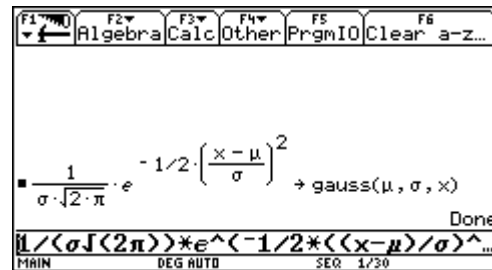 F1 F2 F3 F4 F5 F6
Algebra Calc Other PrgmIO Clear a-z…
1/(σ·√(2·π))·e^(-1/2·((x-μ)/σ)^2) → gauss(μ,σ,x)
Done
1/(σ√(2π))*e^(-1/2*((x-μ)/σ)^…
MAIN DEG AUTO SEQ 1/30